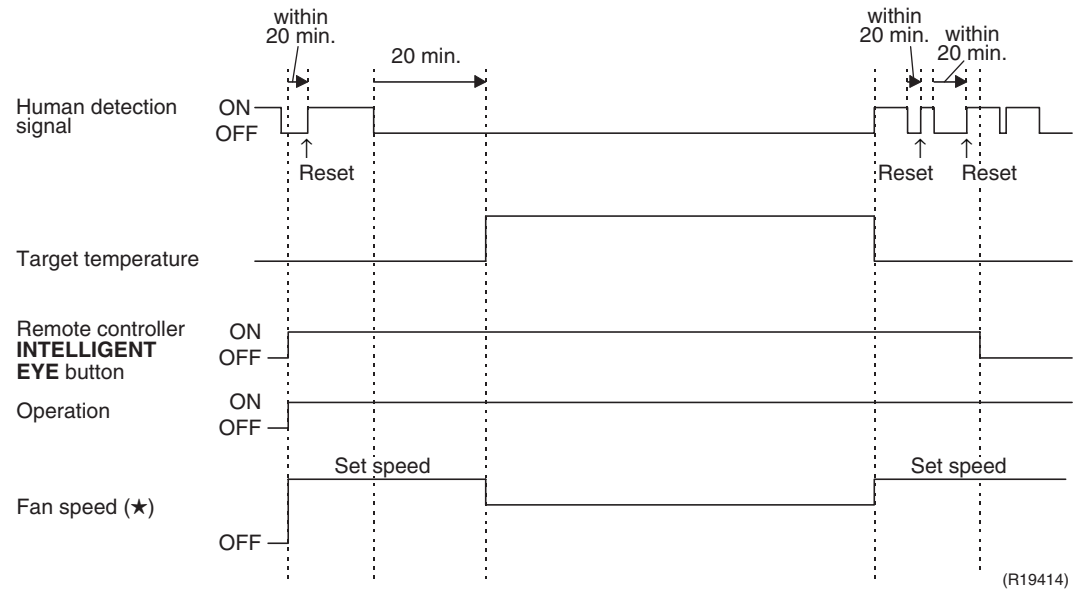 within
20 min.
within
20 min.
within
20 min.
20 min.
Human detection
signal
ON
OFF
Reset
Reset
Reset
Target temperature
Remote controller
INTELLIGENT
EYE button
ON
OFF
Operation
ON
OFF
Set speed
Set speed
Fan speed (★)
OFF
(R19414)